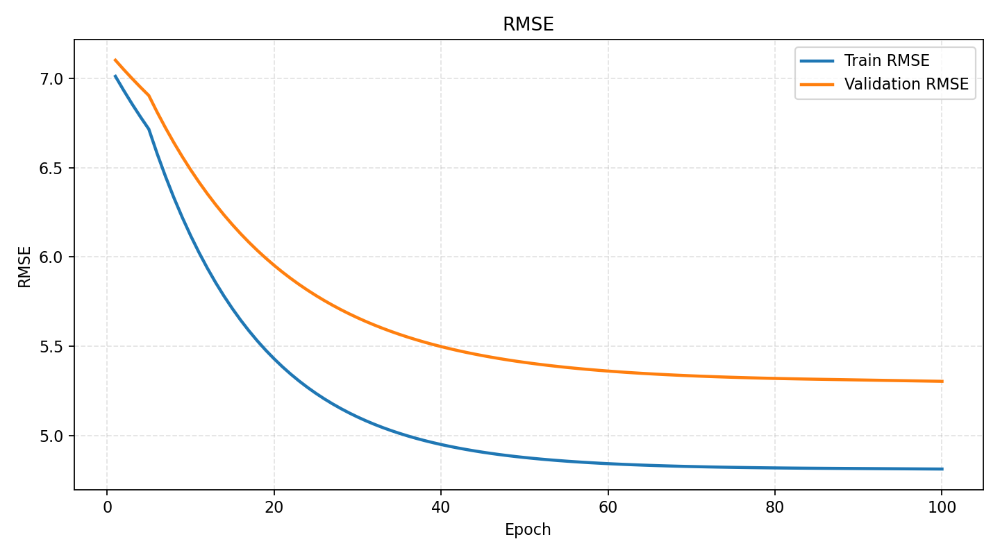 RMSE
Train RMSE
Validation RMSE
RMSE
7.0
6.5
6.0
5.5
5.0
0 20 40 60 80 100
Epoch